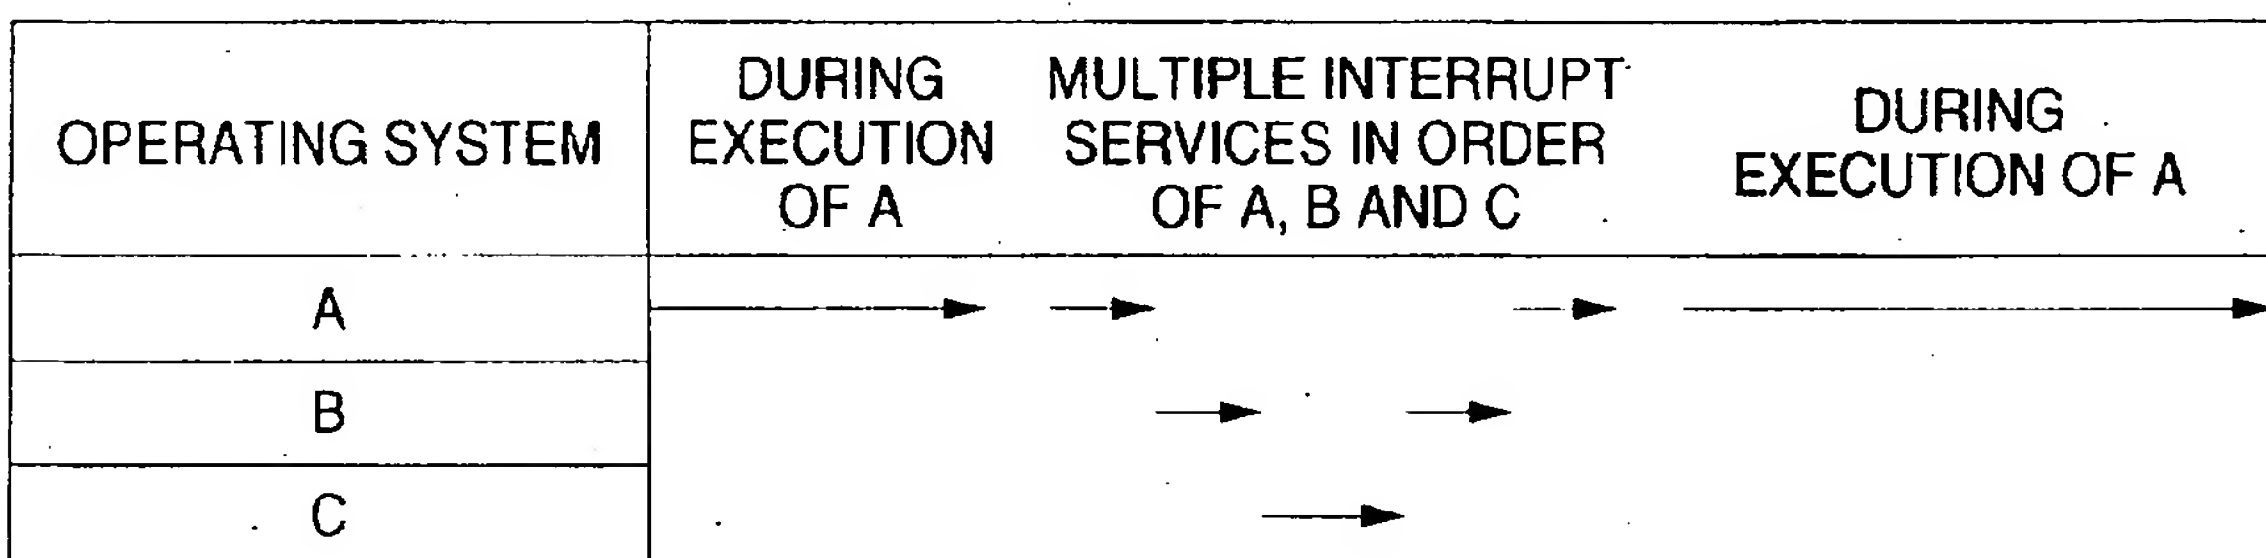 OPERATING SYSTEM
DURING
EXECUTION
OF A
MULTIPLE INTERRUPT
SERVICES IN ORDER
OF A, B AND C
DURING
EXECUTION OF A
A
B
C